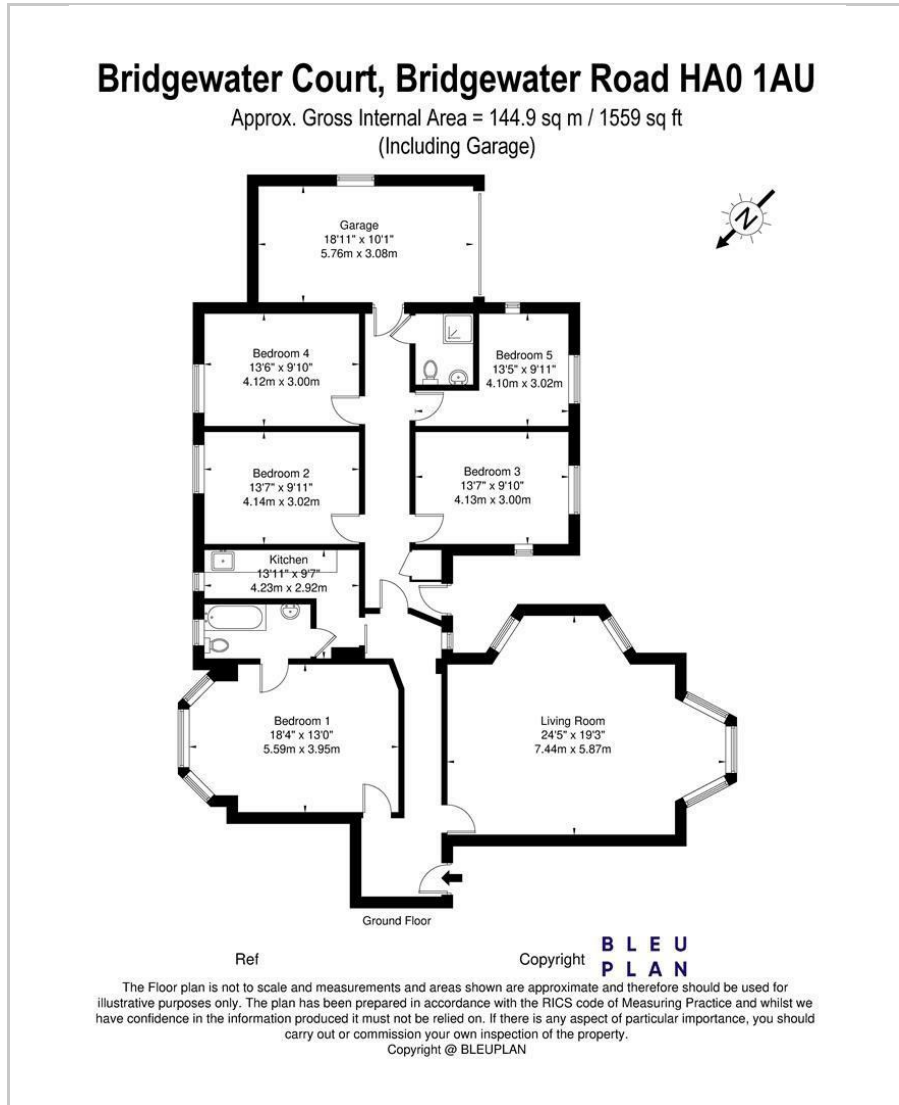 Bridgewater Court, Bridgewater Road HA0 1AU
Approx. Gross Internal Area = 144.9 sq m / 1559 sq ft
(Including Garage)
Garage
18'11" x 10'1"
5.76m x 3.08m
N
Bedroom 4
13'6" x 9'10"
4.12m x 3.00m
Bedroom 5
13'5" x 9'11"
4.10m x 3.02m
Bedroom 2
13'7" x 9'11"
4.14m x 3.02m
Bedroom 3
13'7" x 9'10"
4.13m x 3.00m
Kitchen
13'11" x 9'7"
4.23m x 2.92m
Bedroom 1
18'4" x 13'0"
5.59m x 3.95m
Living Room
24'5" x 19'3"
7.44m x 5.87m
Ground Floor
Ref
Copyright
BLEU
PLAN
The Floor plan is not to scale and measurements and areas shown are approximate and therefore should be used for
illustrative purposes only. The plan has been prepared in accordance with the RICS code of Measuring Practice and whilst we
have confidence in the information produced it must not be relied on. If there is any aspect of particular importance, you should
carry out or commission your own inspection of the property.
Copyright @ BLEUPLAN